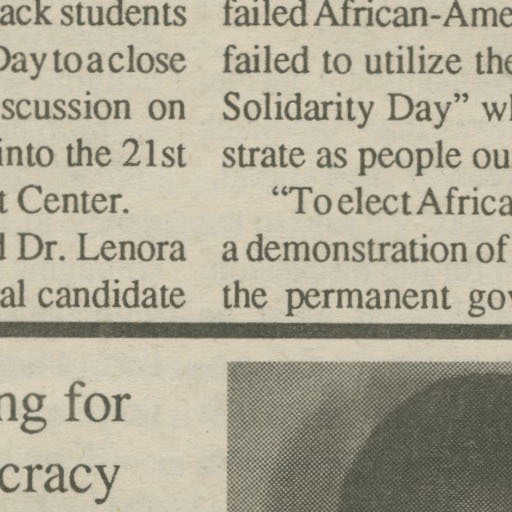 ack students
Day to a close
scussion on
into the 21st
t Center.
d Dr. Lenora
al candidate
failed African-Ame
failed to utilize the
Solidarity Day” wh
strate as people ou
“To elect Africa
a demonstration of
the permanent gov
ng for
cracy